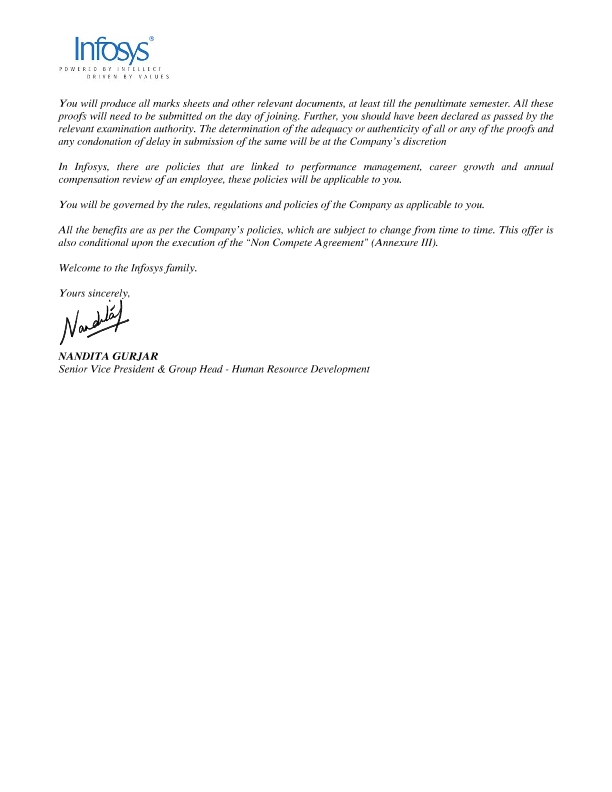 Infosys®
POWERED BY INTELLECT
DRIVEN BY VALUES
You will produce all marks sheets and other relevant documents, at least till the penultimate semester. All these
proofs will need to be submitted on the day of joining. Further, you should have been declared as passed by the
relevant examination authority. The determination of the adequacy or authenticity of all or any of the proofs and
any condonation of delay in submission of the same will be at the Company's discretion
In Infosys, there are policies that are linked to performance management, career growth and annual
compensation review of an employee, these policies will be applicable to you.
You will be governed by the rules, regulations and policies of the Company as applicable to you.
All the benefits are as per the Company's policies, which are subject to change from time to time. This offer is
also conditional upon the execution of the "Non Compete Agreement" (Annexure III).
Welcome to the Infosys family.
Yours sincerely,
Nandita
NANDITA GURJAR
Senior Vice President & Group Head - Human Resource Development